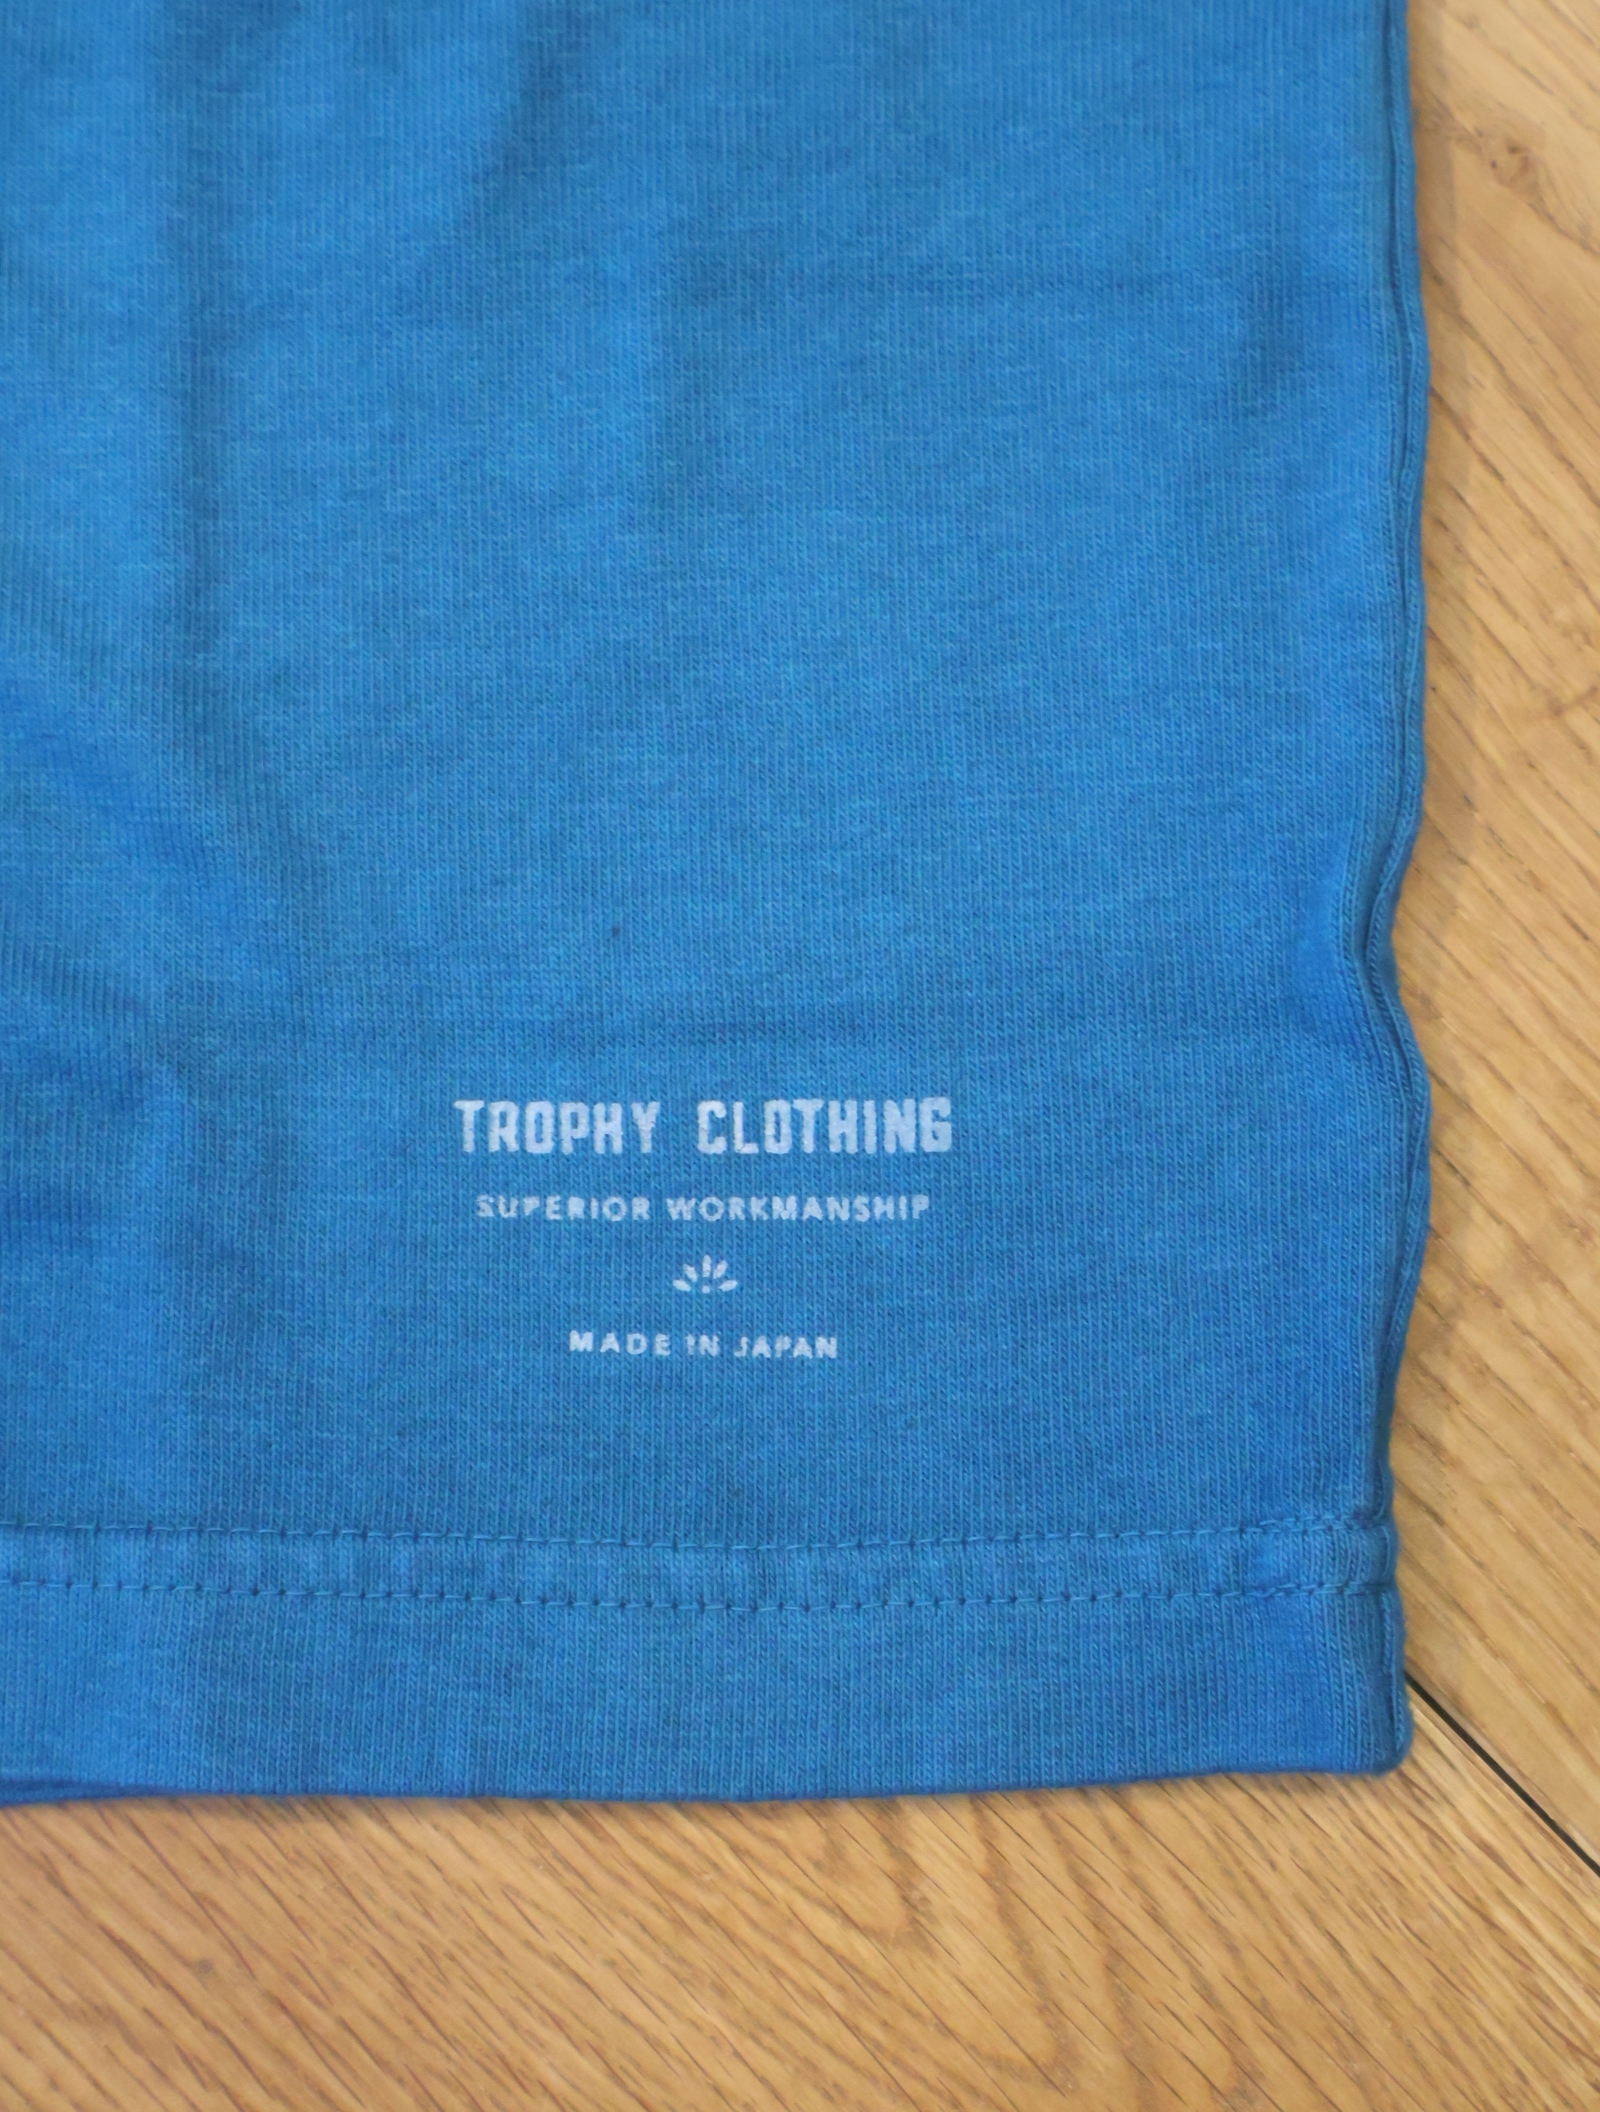 TROPHY CLOTHING
SUPERIOR WORKMANSHIP
MADE IN JAPAN